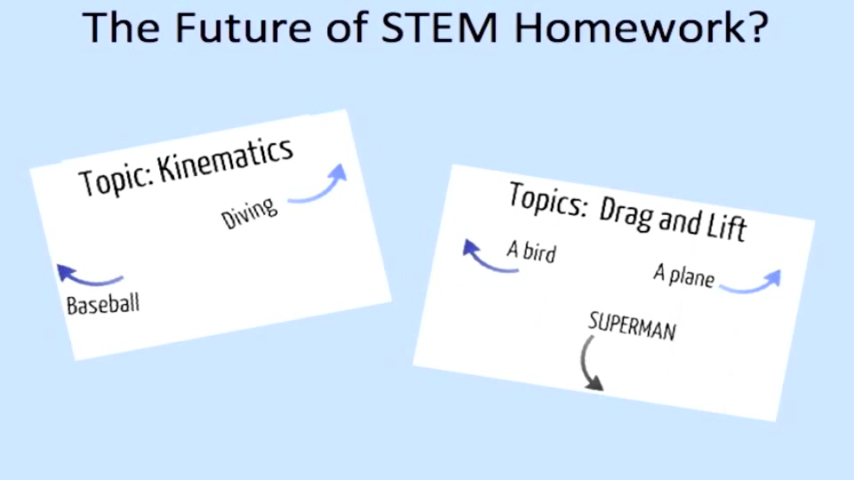 The Future of STEM Homework?
Topic: Kinematics
Diving
Baseball
Topics: Drag and Lift
A bird
A plane
SUPERMAN